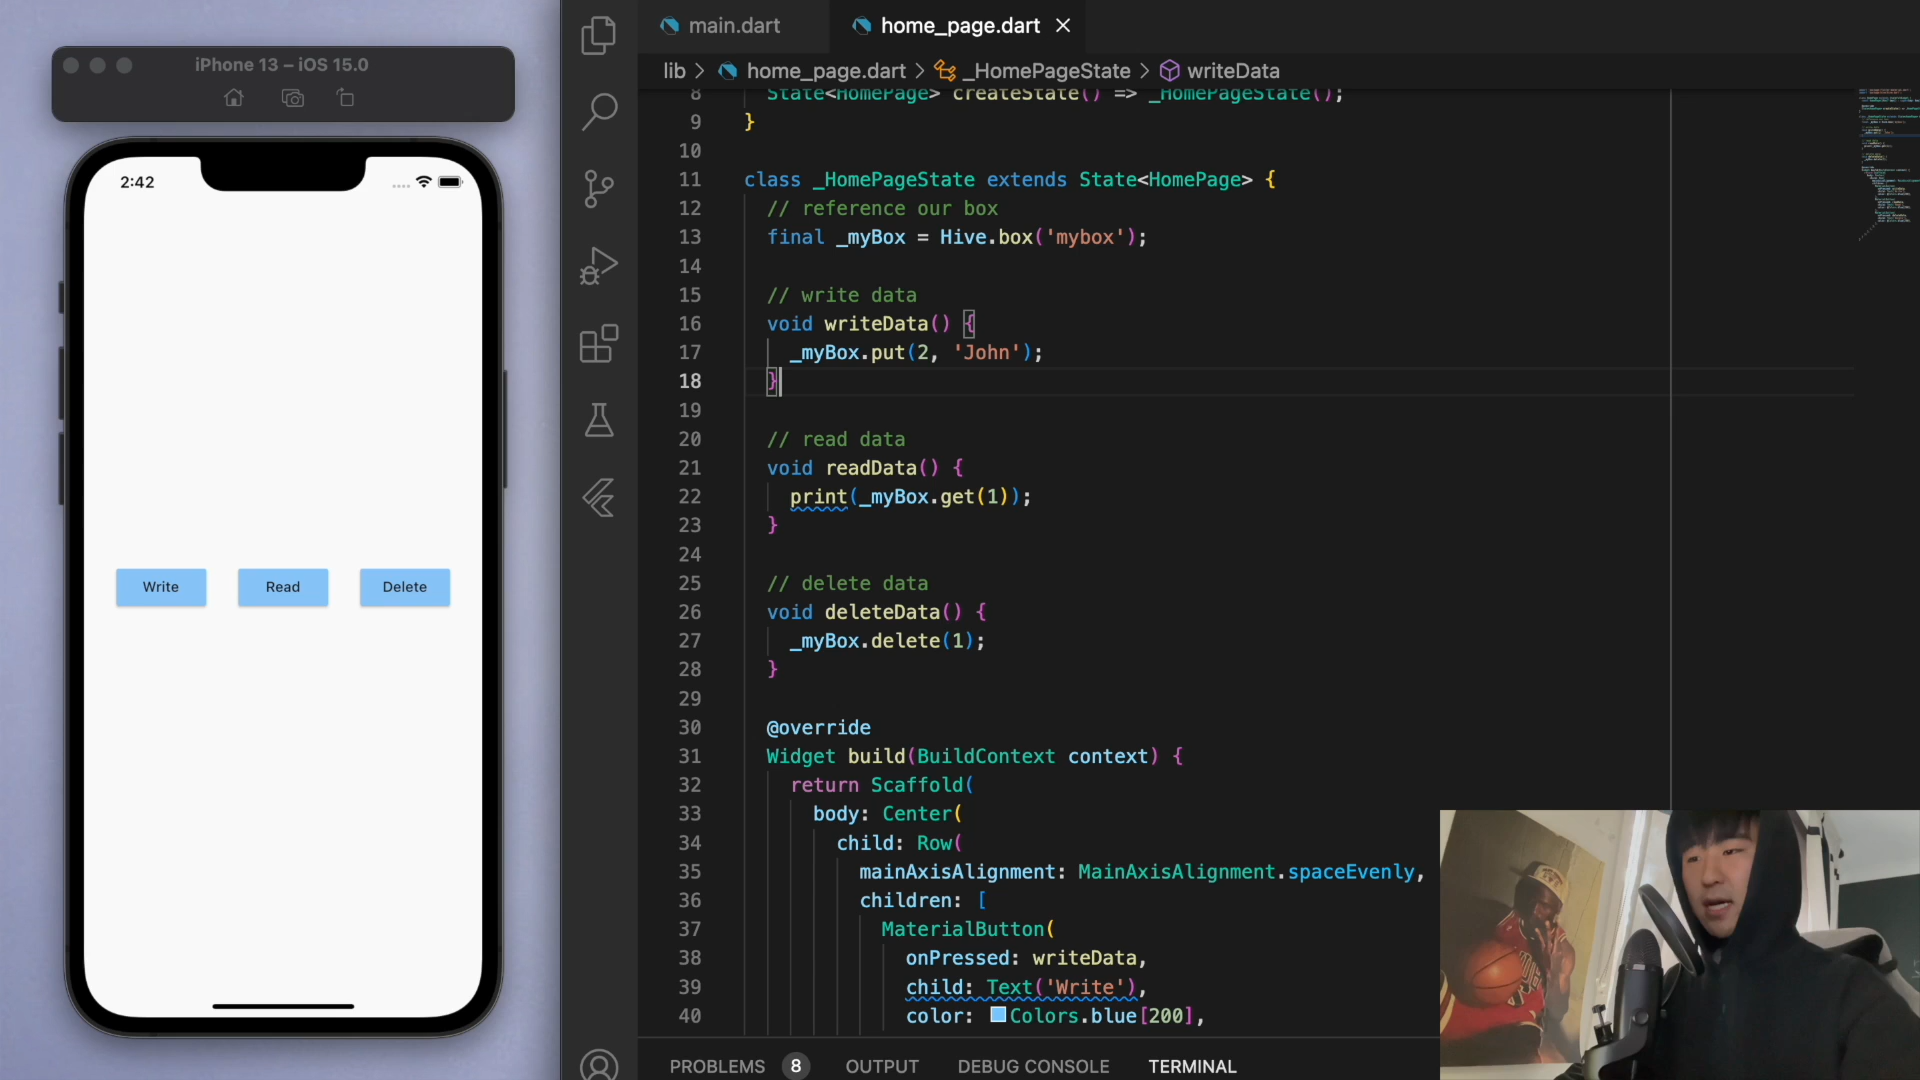 iPhone 13 – iOS 15.0
2:42
Write
Read
Delete
main.dart
home_page.dart
lib > home_page.dart > _HomePageState > writeData
8 State<HomePage> createState() => _HomePageState();
9 }
10
11 class _HomePageState extends State<HomePage> {
12 // reference our box
13 final _myBox = Hive.box('mybox');
14
15 // write data
16 void writeData() {
17 _myBox.put(2, 'John');
18 }
19
20 // read data
21 void readData() {
22 print(_myBox.get(1));
23 }
24
25 // delete data
26 void deleteData() {
27 _myBox.delete(1);
28 }
29
30 @override
31 Widget build(BuildContext context) {
32 return Scaffold(
33 body: Center(
34 child: Row(
35 mainAxisAlignment: MainAxisAlignment.spaceEvenly,
36 children: [
37 MaterialButton(
38 onPressed: writeData,
39 child: Text('Write'),
40 color: Colors.blue[200],
PROBLEMS 8 OUTPUT DEBUG CONSOLE TERMINAL